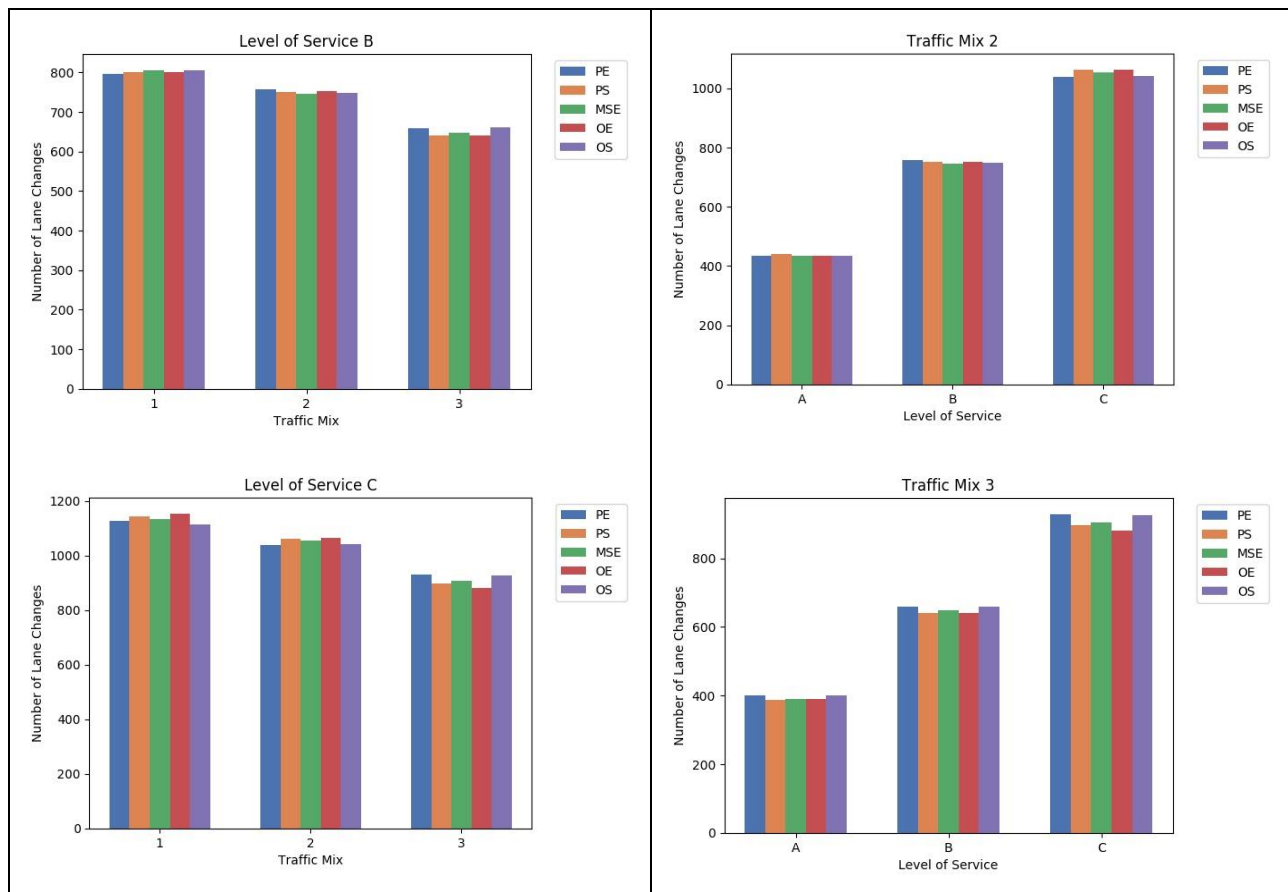 Level of Service B
Number of Lane Changes
800
700
600
500
400
300
200
100
0
1
2
3
Traffic Mix
PE
PS
MSE
OE
OS
Traffic Mix 2
Number of Lane Changes
1000
800
600
400
200
0
A
B
C
Level of Service
PE
PS
MSE
OE
OS
Level of Service C
Number of Lane Changes
1200
1000
800
600
400
200
0
1
2
3
Traffic Mix
PE
PS
MSE
OE
OS
Traffic Mix 3
Number of Lane Changes
800
600
400
200
0
A
B
C
Level of Service
PE
PS
MSE
OE
OS